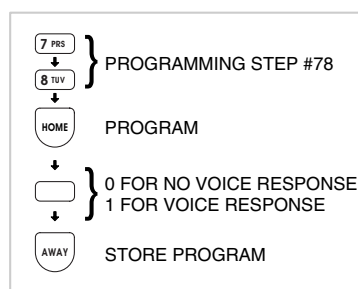 7 PRS
8 TUV
PROGRAMMING STEP #78
HOME
PROGRAM
0 FOR NO VOICE RESPONSE
1 FOR VOICE RESPONSE
AWAY
STORE PROGRAM